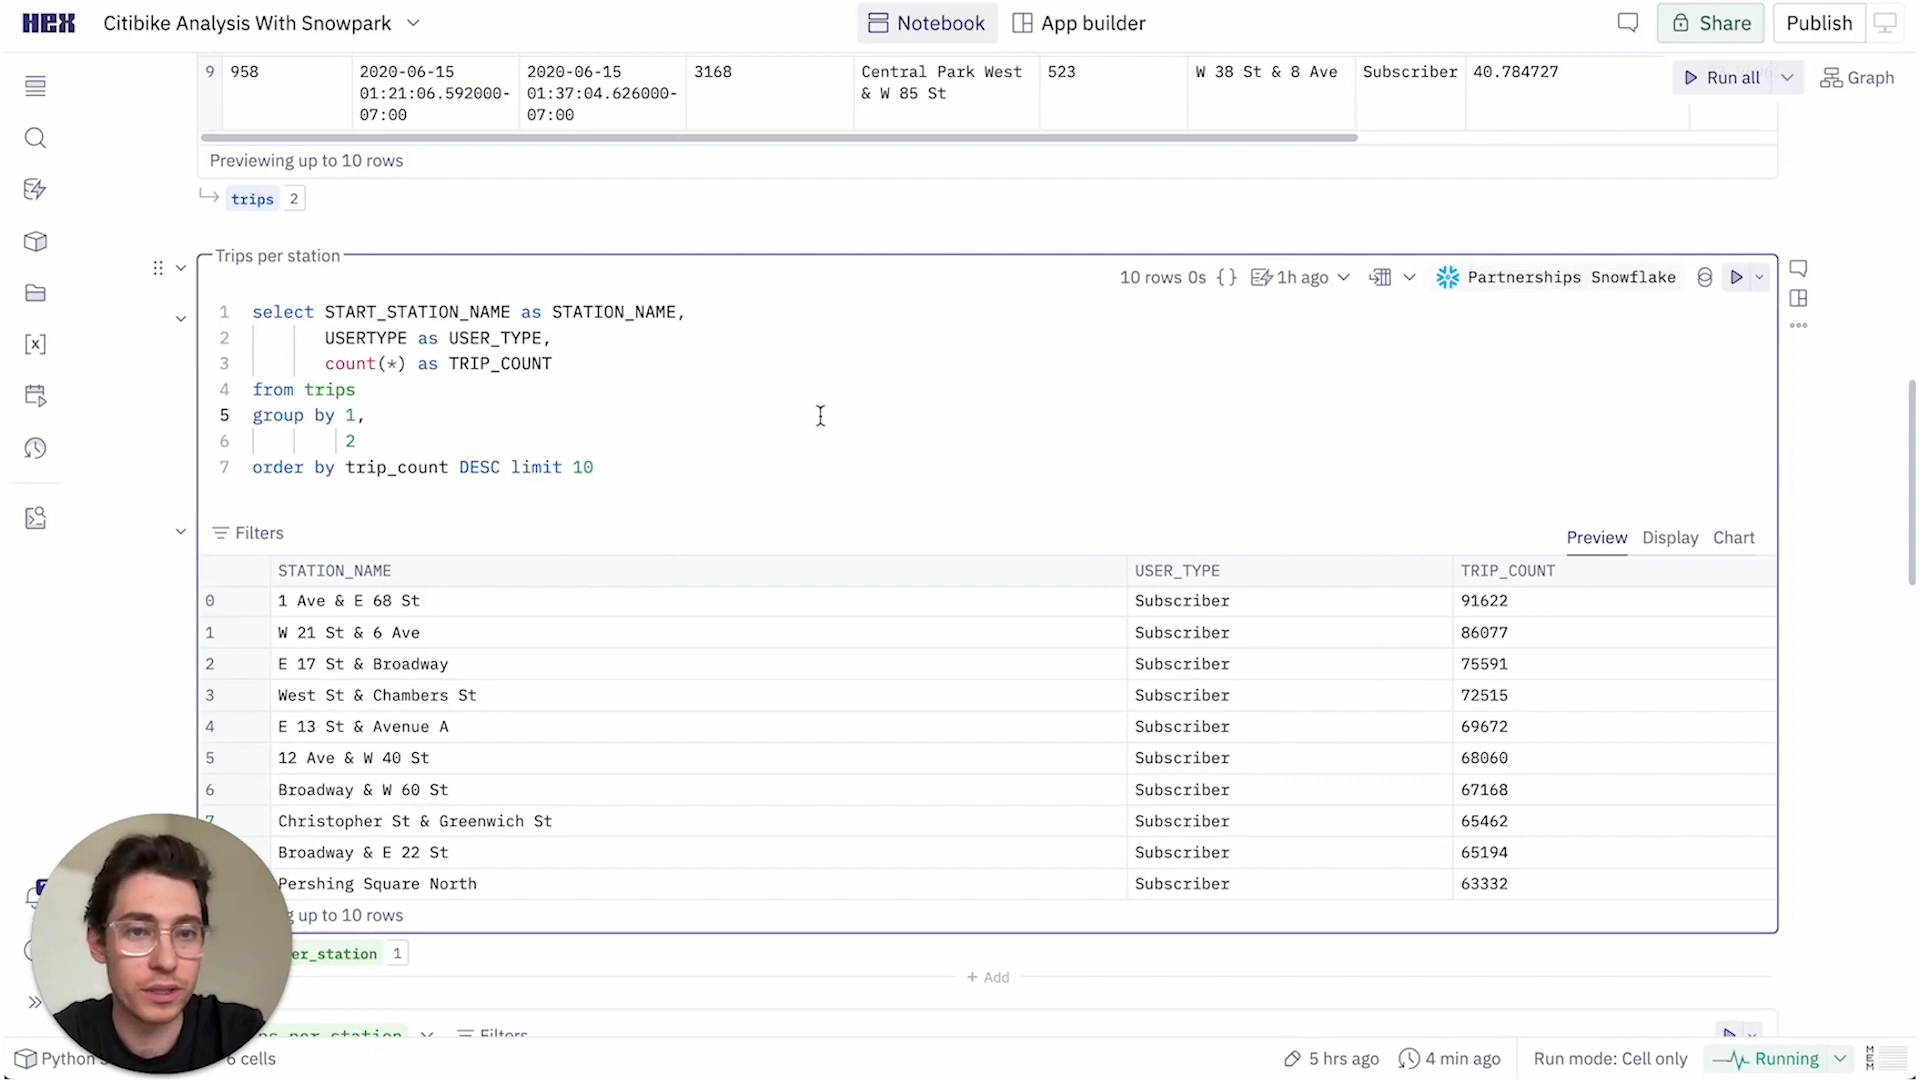 HEX Citibike Analysis With Snowpark Notebook App builder Share Publish
9 958 2020-06-15 2020-06-15 3168 Central Park West 523 W 38 St & 8 Ave Subscriber 40.784727 Run all Graph
01:21:06.592000- 01:37:04.626000- & W 85 St
07:00 07:00
Previewing up to 10 rows
trips 2
Trips per station
10 rows 0s {} 1h ago Partnerships Snowflake
1 select START_STATION_NAME as STATION_NAME,
2 USERTYPE as USER_TYPE,
3 count(*) as TRIP_COUNT
4 from trips
5 group by 1,
6 2
7 order by trip_count DESC limit 10
Filters Preview Display Chart
STATION_NAME USER_TYPE TRIP_COUNT
0 1 Ave & E 68 St Subscriber 91622
1 W 21 St & 6 Ave Subscriber 86077
2 E 17 St & Broadway Subscriber 75591
3 West St & Chambers St Subscriber 72515
4 E 13 St & Avenue A Subscriber 69672
5 12 Ave & W 40 St Subscriber 68060
6 Broadway & W 60 St Subscriber 67168
7 Christopher St & Greenwich St Subscriber 65462
Broadway & E 22 St Subscriber 65194
Pershing Square North Subscriber 63332
up to 10 rows
er_station 1
+ Add
per_station Filters
Python 6 cells 5 hrs ago 4 min ago Run mode: Cell only Running MEM